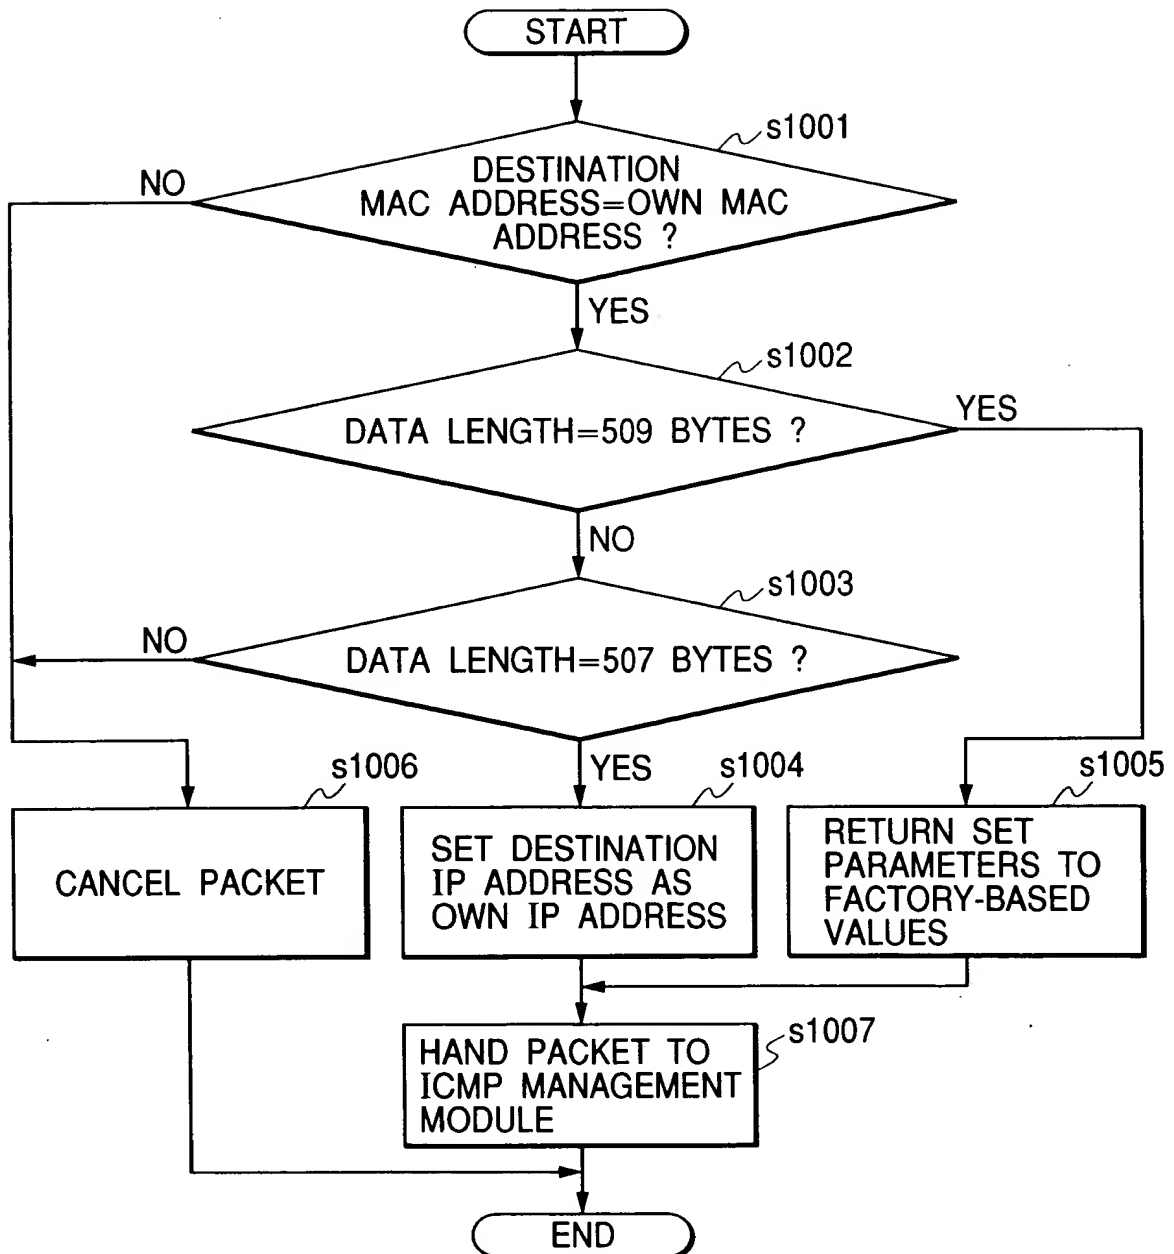 START
s1001
DESTINATION
MAC ADDRESS=OWN MAC
ADDRESS ?
NO
YES
s1002
DATA LENGTH=509 BYTES ?
YES
NO
s1003
DATA LENGTH=507 BYTES ?
NO
YES
s1006
CANCEL PACKET
s1004
SET DESTINATION
IP ADDRESS AS
OWN IP ADDRESS
s1005
RETURN SET
PARAMETERS TO
FACTORY-BASED
VALUES
s1007
HAND PACKET TO
ICMP MANAGEMENT
MODULE
END